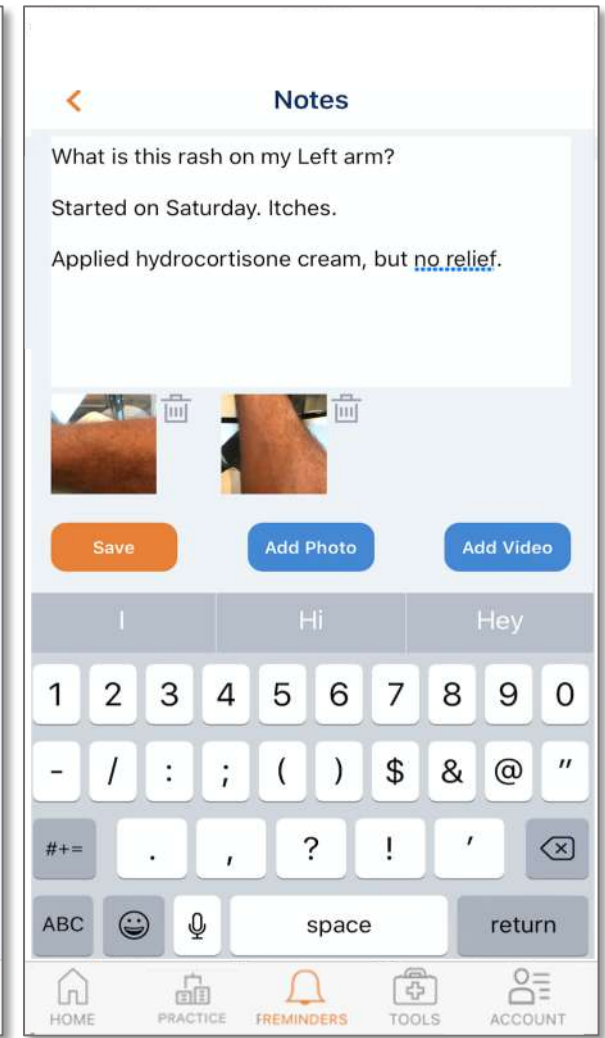 Notes
What is this rash on my Left arm?
Started on Saturday. Itches.
Applied hydrocortisone cream, but no relief.
Save Add Photo Add Video
I Hi Hey
1 2 3 4 5 6 7 8 9 0
- / : ; ( ) $ & @ "
#+= . , ? ! '
ABC space return
HOME PRACTICE FREMINDERS TOOLS ACCOUNT